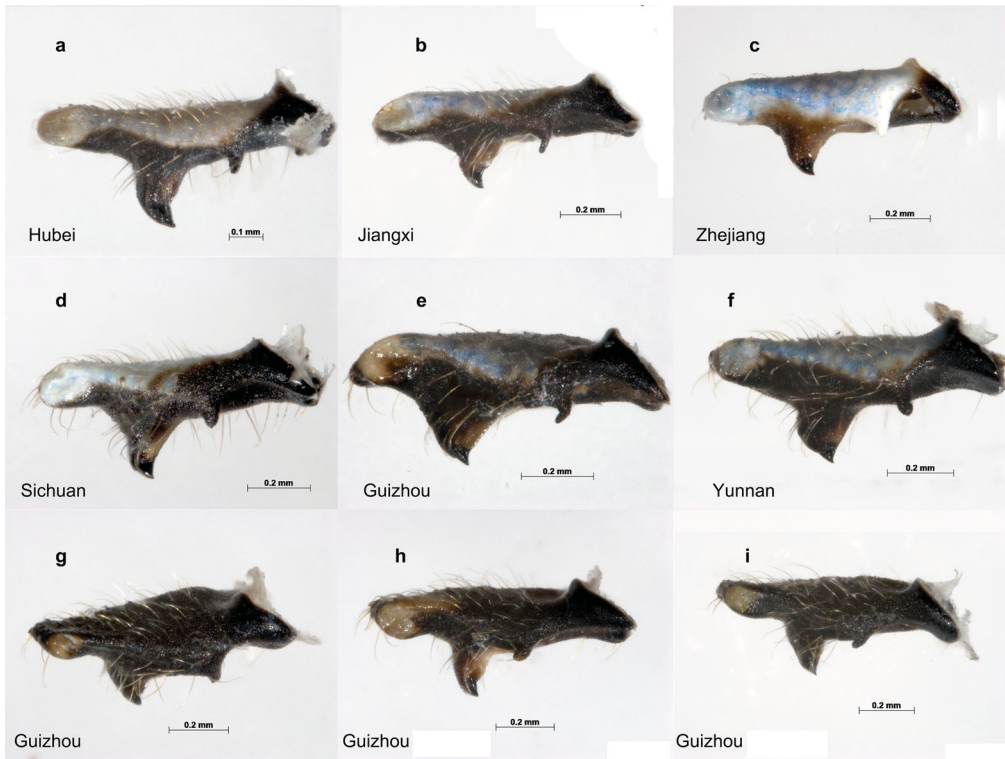 a
b
c
0.1 mm
0.2 mm
0.2 mm
Hubei
Jiangxi
Zhejiang
d
e
f
0.2 mm
0.2 mm
0.2 mm
Sichuan
Guizhou
Yunnan
g
h
i
0.2 mm
0.2 mm
0.2 mm
Guizhou
Guizhou
Guizhou